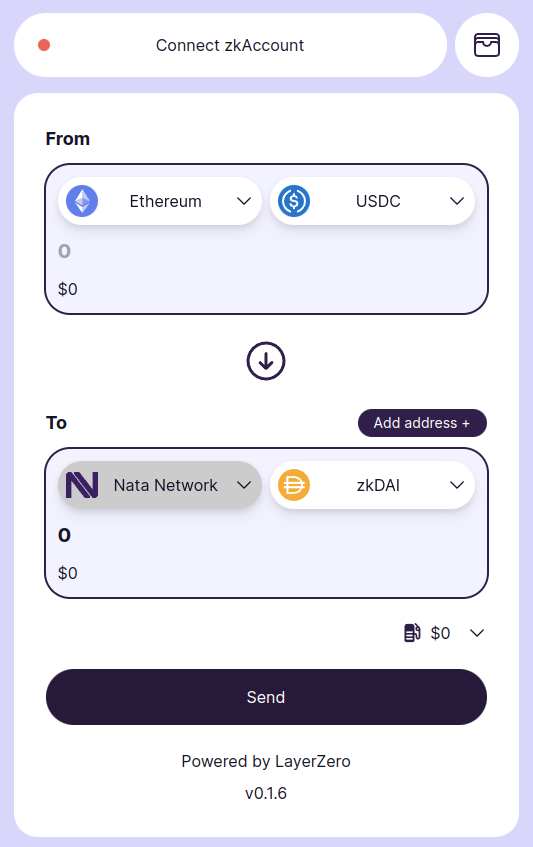 Connect zkAccount
From
Ethereum
USDC
0
$0
To
Add address +
Nata Network
zkDAI
0
$0
$0
Send
Powered by LayerZero
v0.1.6